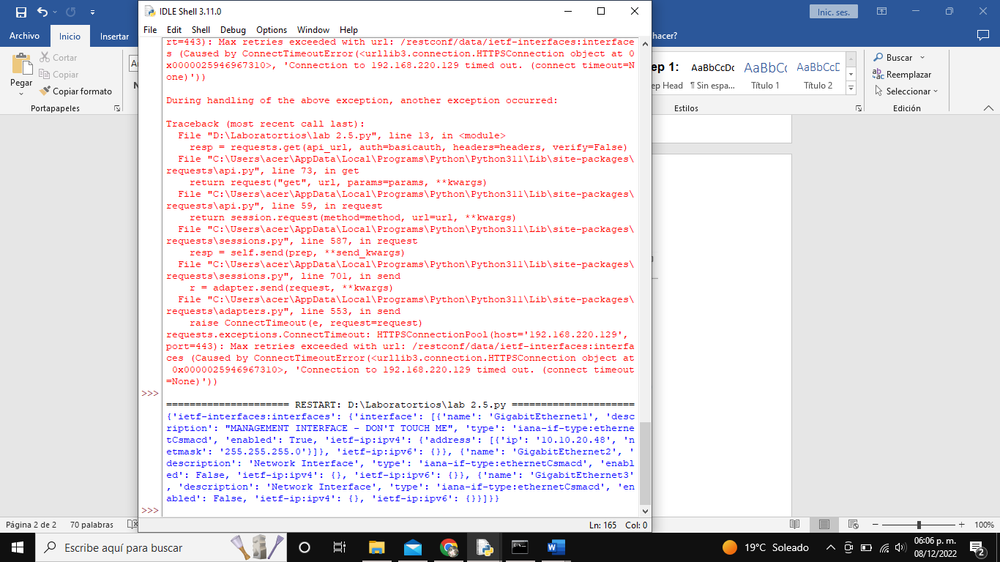 IDLE Shell 3.11.0
Inic. ses.
Archivo
Inicio
Insertar
hacer?
File Edit Shell Debug Options Window Help
Cortar
Copiar
Copiar formato
Pegar
Portapapeles
ep 1:
AaBbCcDc
AaBbC
AaBbCcE
ep Head
¶ Sin espa...
Título 1
Título 2
Estilos
Buscar
Reemplazar
Seleccionar
Edición
rt=443): Max retries exceeded with url: /restconf/data/ietf-interfaces:interface
s (Caused by ConnectTimeoutError(<urllib3.connection.HTTPSConnection object at 0
x0000025946967310>, 'Connection to 192.168.220.129 timed out. (connect timeout=N
one)'))
During handling of the above exception, another exception occurred:
Traceback (most recent call last):
File "D:\Laboratortios\lab 2.5.py", line 13, in <module>
resp = requests.get(api_url, auth=basicauth, headers=headers, verify=False)
File "C:\Users\acer\AppData\Local\Programs\Python\Python311\Lib\site-packages\
requests\api.py", line 73, in get
return request("get", url, params=params, **kwargs)
File "C:\Users\acer\AppData\Local\Programs\Python\Python311\Lib\site-packages\
requests\api.py", line 59, in request
return session.request(method=method, url=url, **kwargs)
File "C:\Users\acer\AppData\Local\Programs\Python\Python311\Lib\site-packages\
requests\sessions.py", line 587, in request
resp = self.send(prep, **send_kwargs)
File "C:\Users\acer\AppData\Local\Programs\Python\Python311\Lib\site-packages\
requests\sessions.py", line 701, in send
r = adapter.send(request, **kwargs)
File "C:\Users\acer\AppData\Local\Programs\Python\Python311\Lib\site-packages\
requests\adapters.py", line 553, in send
raise ConnectTimeout(e, request=request)
requests.exceptions.ConnectTimeout: HTTPSConnectionPool(host='192.168.220.129',
port=443): Max retries exceeded with url: /restconf/data/ietf-interfaces:interfa
ces (Caused by ConnectTimeoutError(<urllib3.connection.HTTPSConnection object at
0x0000025946967310>, 'Connection to 192.168.220.129 timed out. (connect timeout
=None)'))
>>>
===================== RESTART: D:\Laboratortios\lab 2.5.py =====================
{'ietf-interfaces:interfaces': {'interface': [{'name': 'GigabitEthernet1', 'desc
ription': "MANAGEMENT INTERFACE - DON'T TOUCH ME", 'type': 'iana-if-type:etherne
tCsmacd', 'enabled': True, 'ietf-ip:ipv4': {'address': [{'ip': '10.10.20.48', 'n
etmask': '255.255.255.0'}]}, 'ietf-ip:ipv6': {}}, {'name': 'GigabitEthernet2', '
description': 'Network Interface', 'type': 'iana-if-type:ethernetCsmacd', 'enabl
ed': False, 'ietf-ip:ipv4': {}, 'ietf-ip:ipv6': {}}, {'name': 'GigabitEthernet3'
, 'description': 'Network Interface', 'type': 'iana-if-type:ethernetCsmacd', 'en
abled': False, 'ietf-ip:ipv4': {}, 'ietf-ip:ipv6': {}}]}}
>>>
Ln: 165 Col: 0
Página 2 de 2
70 palabras
100%
Escribe aquí para buscar
19°C Soleado
06:06 p. m.
08/12/2022
2